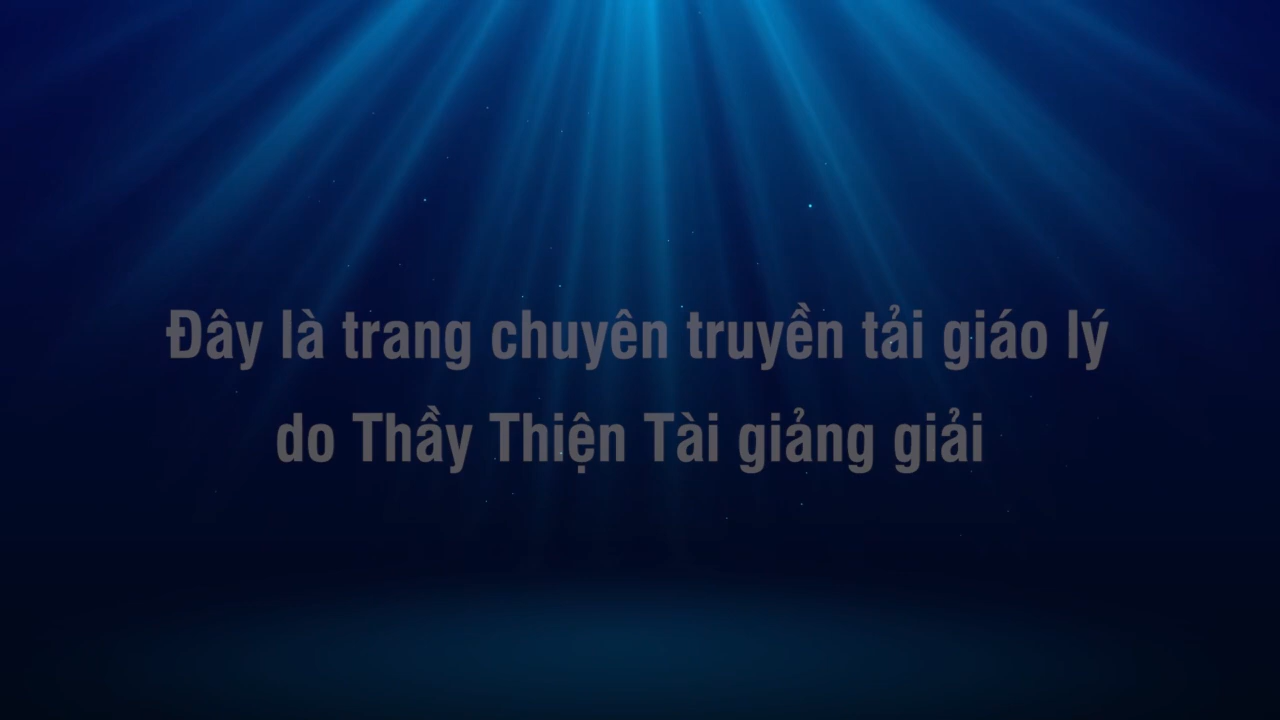 Đây là trang chuyên truyền tải giáo lý
do Thầy Thiện Tài giảng giải